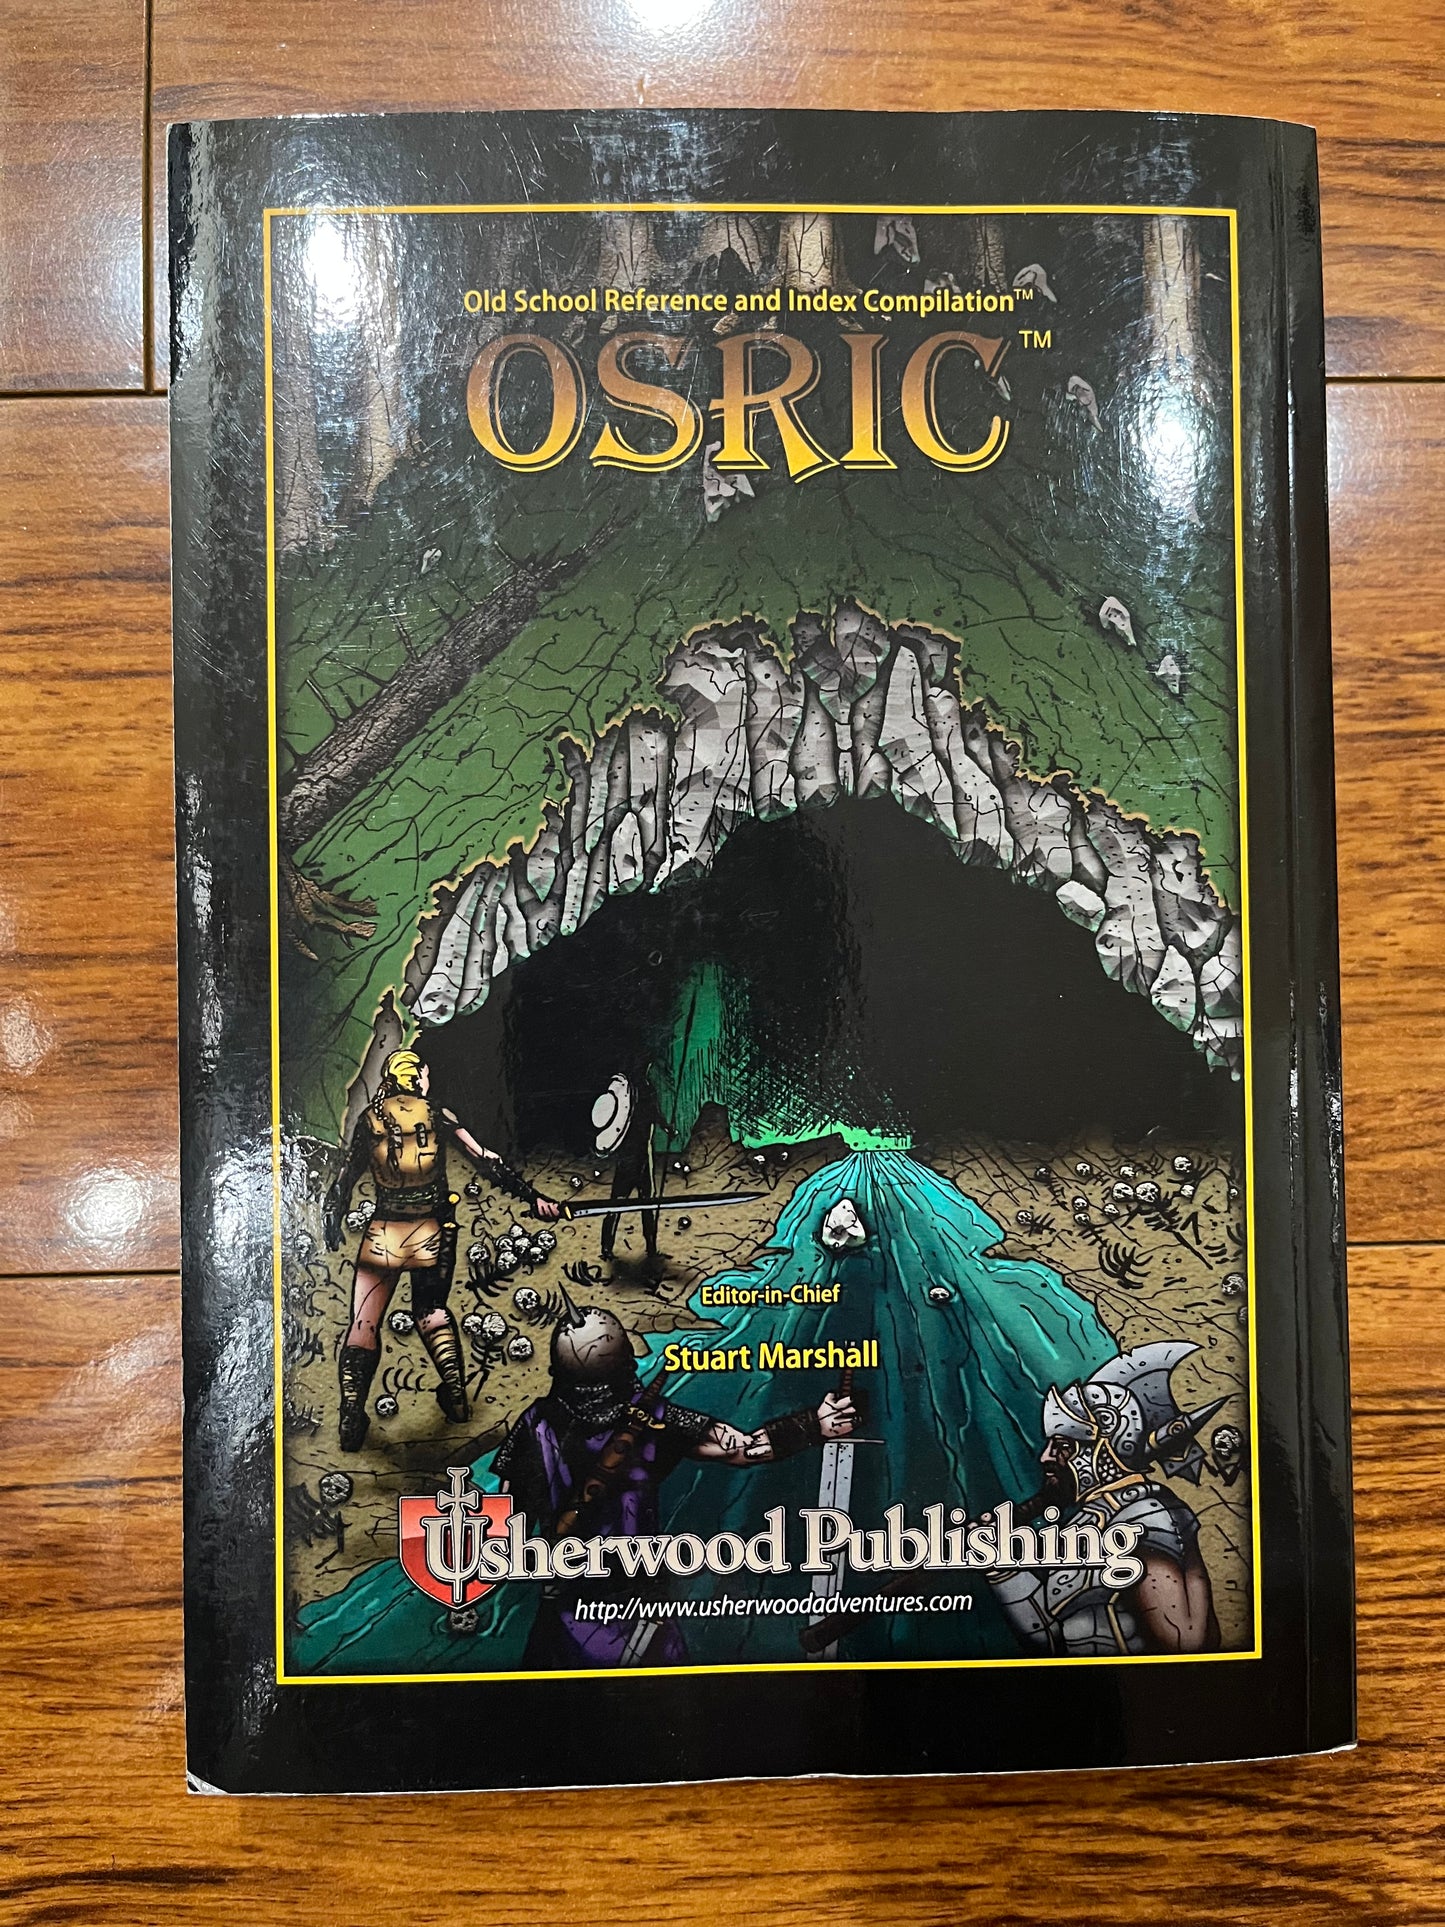 Old School Reference and Index Compilation™
OSRIC™
Editor-in-Chief
Stuart Marshall
Usherwood Publishing
http://www.usherwoodadventures.com